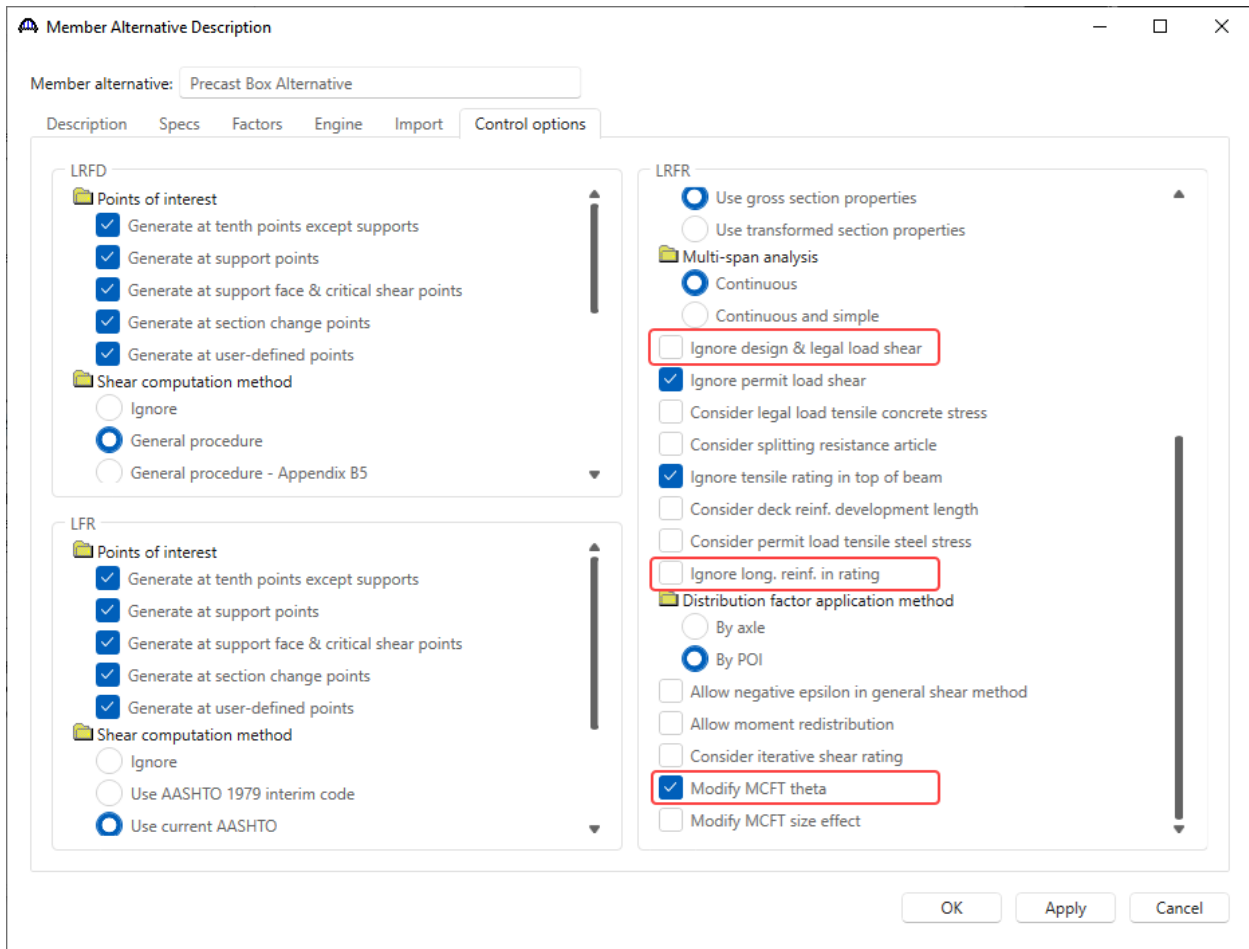 Member Alternative Description
Member alternative: Precast Box Alternative
Description Specs Factors Engine Import Control options
LRFD
Points of interest
Generate at tenth points except supports
Generate at support points
Generate at support face & critical shear points
Generate at section change points
Generate at user-defined points
Shear computation method
Ignore
General procedure
General procedure - Appendix B5
LFR
Points of interest
Generate at tenth points except supports
Generate at support points
Generate at support face & critical shear points
Generate at section change points
Generate at user-defined points
Shear computation method
Ignore
Use AASHTO 1979 interim code
Use current AASHTO
LRFR
Use gross section properties
Use transformed section properties
Multi-span analysis
Continuous
Continuous and simple
Ignore design & legal load shear
Ignore permit load shear
Consider legal load tensile concrete stress
Consider splitting resistance article
Ignore tensile rating in top of beam
Consider deck reinf. development length
Consider permit load tensile steel stress
Ignore long. reinf. in rating
Distribution factor application method
By axle
By POI
Allow negative epsilon in general shear method
Allow moment redistribution
Consider iterative shear rating
Modify MCFT theta
Modify MCFT size effect
OK Apply Cancel